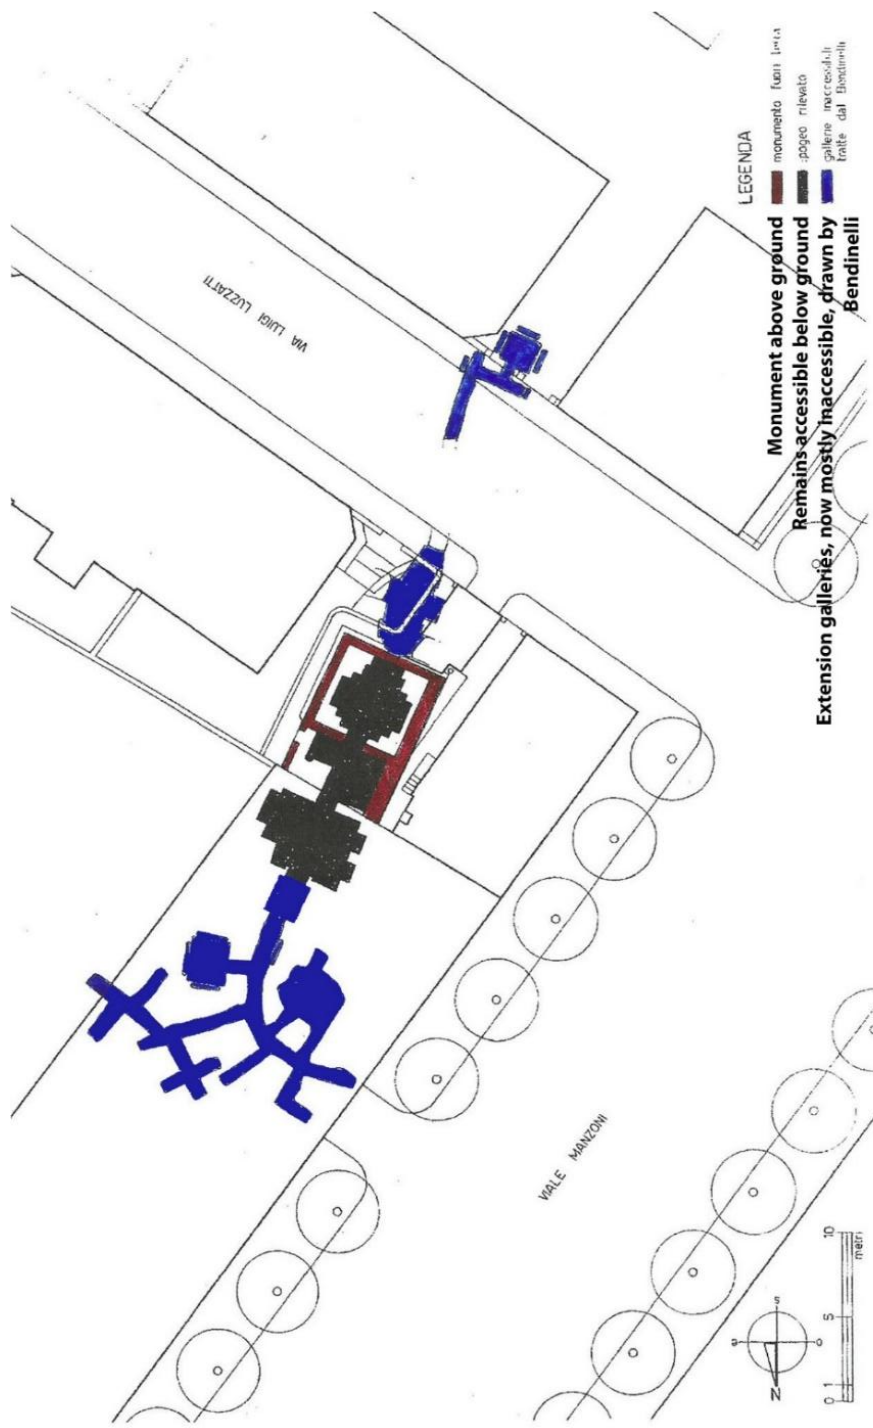 VIA LUIGI LUZZATTI
VIALE MANZONI
LEGENDA
Monument above ground
monumento fuori
Remains accessible below ground
ipogeo rilevato
Extension galleries, now mostly inaccessible, drawn by
Bendinelli
gallerie inaccessibili
tratte dal Bendinelli
N
s
o
0 1 5 10
metri